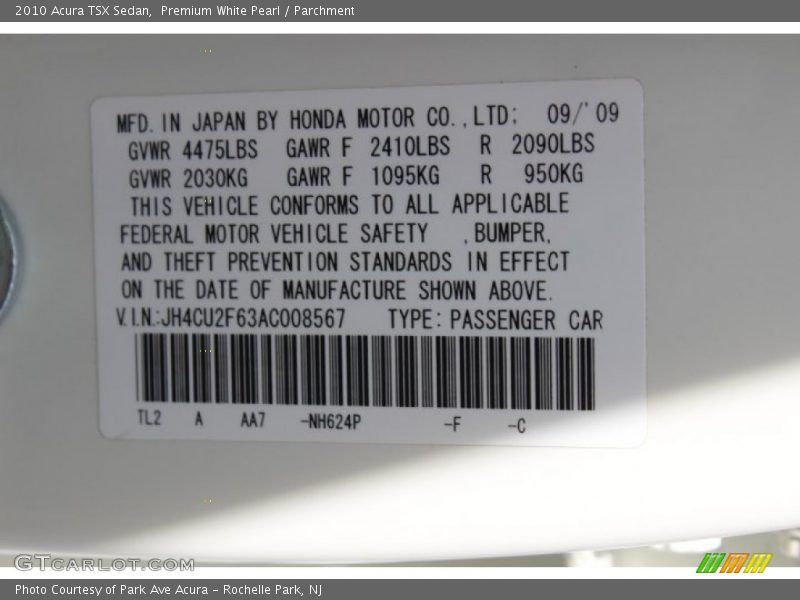 2010 Acura TSX Sedan,  Premium White Pearl / Parchment
MFD. IN JAPAN BY HONDA MOTOR CO., LTD; 09/'09
GVWR 4475LBS GAWR F 2410LBS R 2090LBS
GVWR 2030KG GAWR F 1095KG R 950KG
THIS VEHICLE CONFORMS TO ALL APPLICABLE
FEDERAL MOTOR VEHICLE SAFETY ,BUMPER,
AND THEFT PREVENTION STANDARDS IN EFFECT
ON THE DATE OF MANUFACTURE SHOWN ABOVE.
V.I.N:JH4CU2F63AC008567 TYPE: PASSENGER CAR
TL2 A AA7 -NH624P -F -C
GTCARLOT.COM
Photo Courtesy of Park Ave Acura - Rochelle Park, NJ